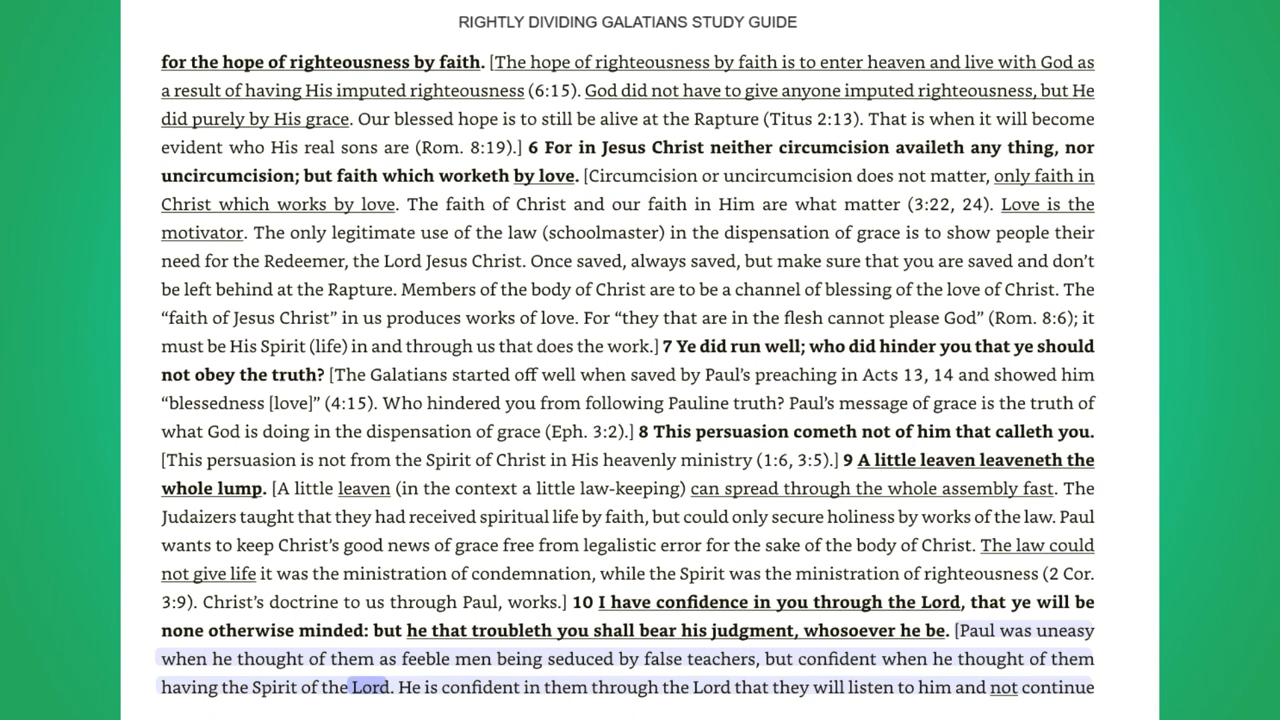 RIGHTLY DIVIDING GALATIANS STUDY GUIDE
for the hope of righteousness by faith. [The hope of righteousness by faith is to enter heaven and live with God as
a result of having His imputed righteousness (6:15). God did not have to give anyone imputed righteousness, but He
did purely by His grace. Our blessed hope is to still be alive at the Rapture (Titus 2:13). That is when it will become
evident who His real sons are (Rom. 8:19).] 6 For in Jesus Christ neither circumcision availeth any thing, nor
uncircumcision; but faith which worketh by love. [Circumcision or uncircumcision does not matter, only faith in
Christ which works by love. The faith of Christ and our faith in Him are what matter (3:22, 24). Love is the
motivator. The only legitimate use of the law (schoolmaster) in the dispensation of grace is to show people their
need for the Redeemer, the Lord Jesus Christ. Once saved, always saved, but make sure that you are saved and don’t
be left behind at the Rapture. Members of the body of Christ are to be a channel of blessing of the love of Christ. The
“faith of Jesus Christ” in us produces works of love. For “they that are in the flesh cannot please God” (Rom. 8:6); it
must be His Spirit (life) in and through us that does the work.] 7 Ye did run well; who did hinder you that ye should
not obey the truth? [The Galatians started off well when saved by Paul’s preaching in Acts 13, 14 and showed him
“blessedness [love]” (4:15). Who hindered you from following Pauline truth? Paul’s message of grace is the truth of
what God is doing in the dispensation of grace (Eph. 3:2).] 8 This persuasion cometh not of him that calleth you.
[This persuasion is not from the Spirit of Christ in His heavenly ministry (1:6, 3:5).] 9 A little leaven leaveneth the
whole lump. [A little leaven (in the context a little law-keeping) can spread through the whole assembly fast. The
Judaizers taught that they had received spiritual life by faith, but could only secure holiness by works of the law. Paul
wants to keep Christ’s good news of grace free from legalistic error for the sake of the body of Christ. The law could
not give life it was the ministration of condemnation, while the Spirit was the ministration of righteousness (2 Cor.
3:9). Christ’s doctrine to us through Paul, works.] 10 I have confidence in you through the Lord, that ye will be
none otherwise minded: but he that troubleth you shall bear his judgment, whosoever he be. [Paul was uneasy
when he thought of them as feeble men being seduced by false teachers, but confident when he thought of them
having the Spirit of the Lord. He is confident in them through the Lord that they will listen to him and not continue